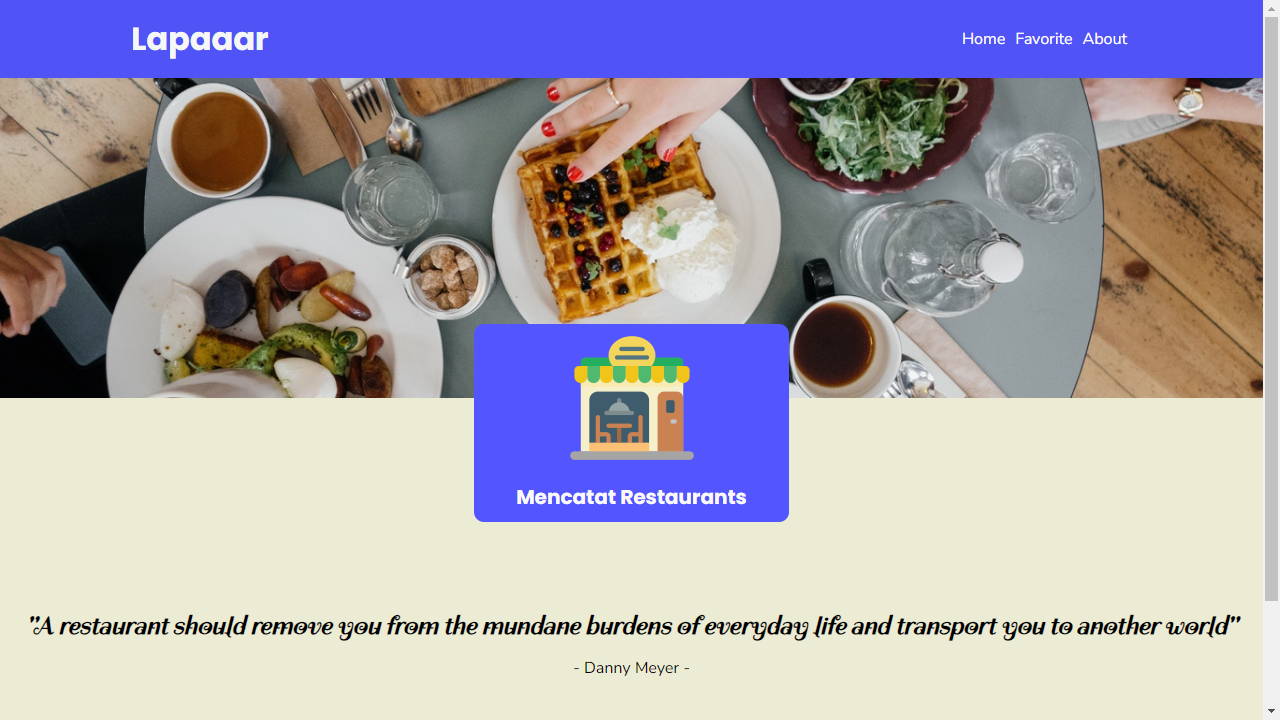 Lapaaar
Home Favorite About
Mencatat Restaurants
"A restaurant should remove you from the mundane burdens of everyday life and transport you to another world"
- Danny Meyer -